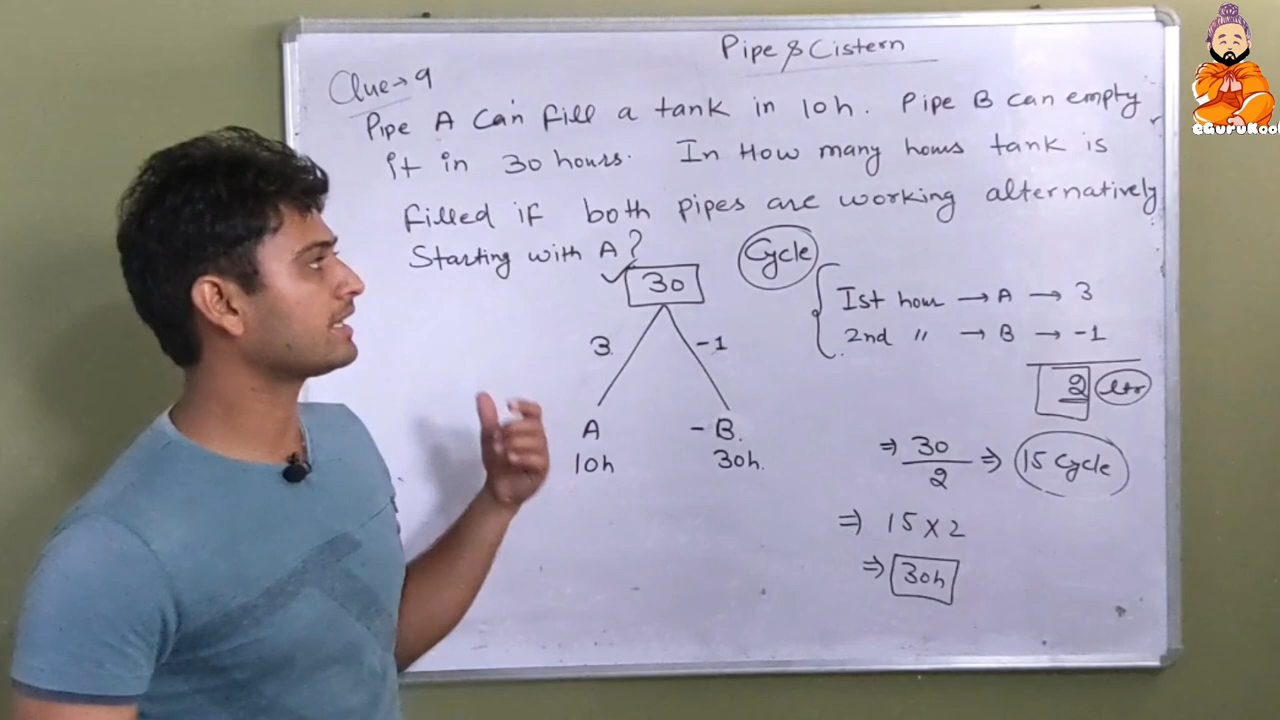 Pipe & Cistern
Clue → 9
Pipe A can fill a tank in 10h. Pipe B can empty
it in 30 hours. In How many hours tank is
filled if both pipes are working alternatively
Starting with A?
Cycle
✓ 30
3 -1
A - B.
10h 30h.
Ist hour → A → 3
2nd " → B → -1
2 ltr
⇒ 30/2 ⇒ 15 Cycle
⇒ 15 x 2
⇒ 30h
eGurukool